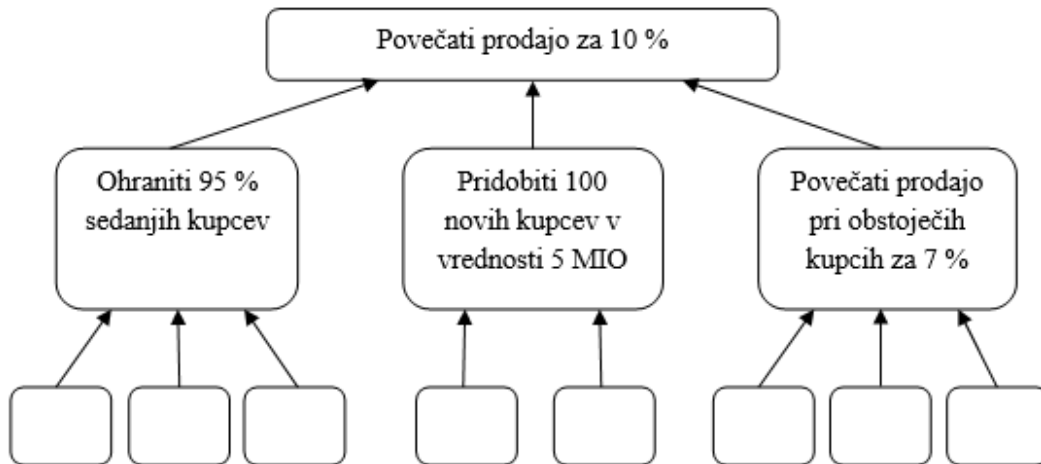 Povečati prodajo za 10 %
Ohraniti 95 %
sedanjih kupcev
Pridobiti 100
novih kupcev v
vrednosti 5 MIO
Povečati prodajo
pri obstoječih
kupcih za 7 %